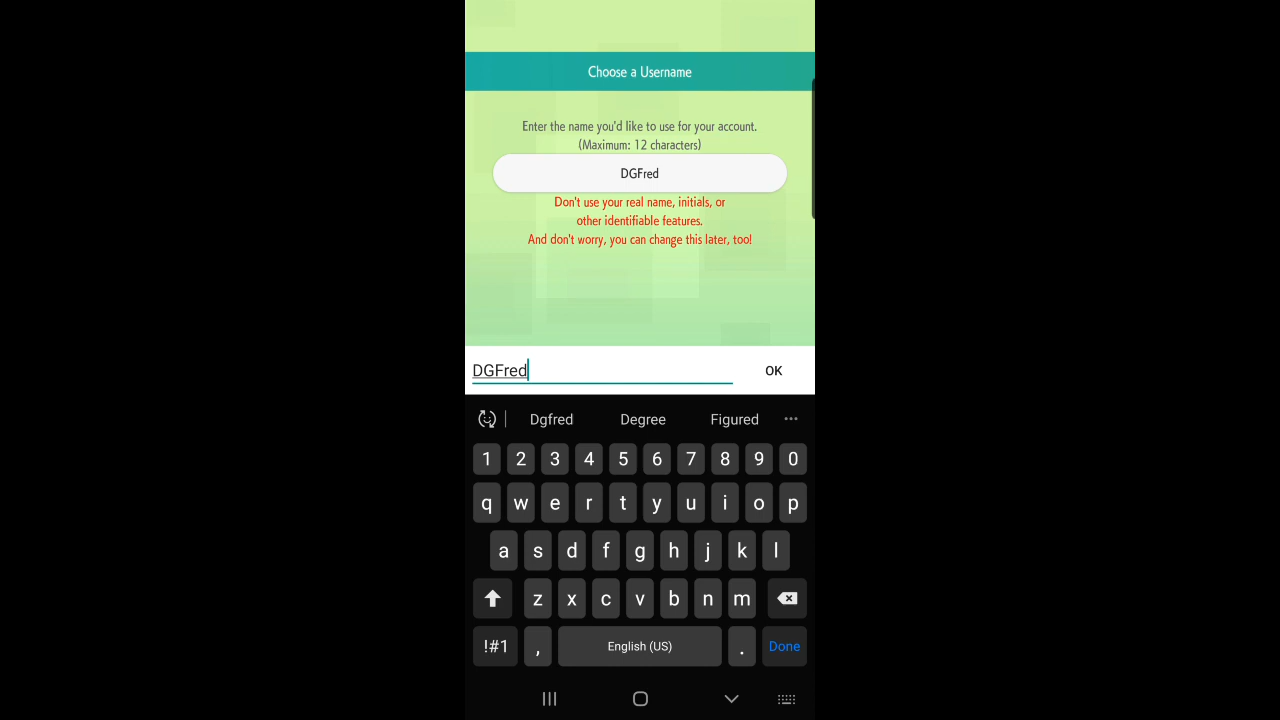 Choose a Username
Enter the name you'd like to use for your account.
(Maximum: 12 characters)
DGFred
Don't use your real name, initials, or
other identifiable features.
And don't worry, you can change this later, too!
DGFred OK
Dgfred Degree Figured
1 2 3 4 5 6 7 8 9 0
q w e r t y u i o p
a s d f g h j k l
z x c v b n m
!#1 , English (US) . Done